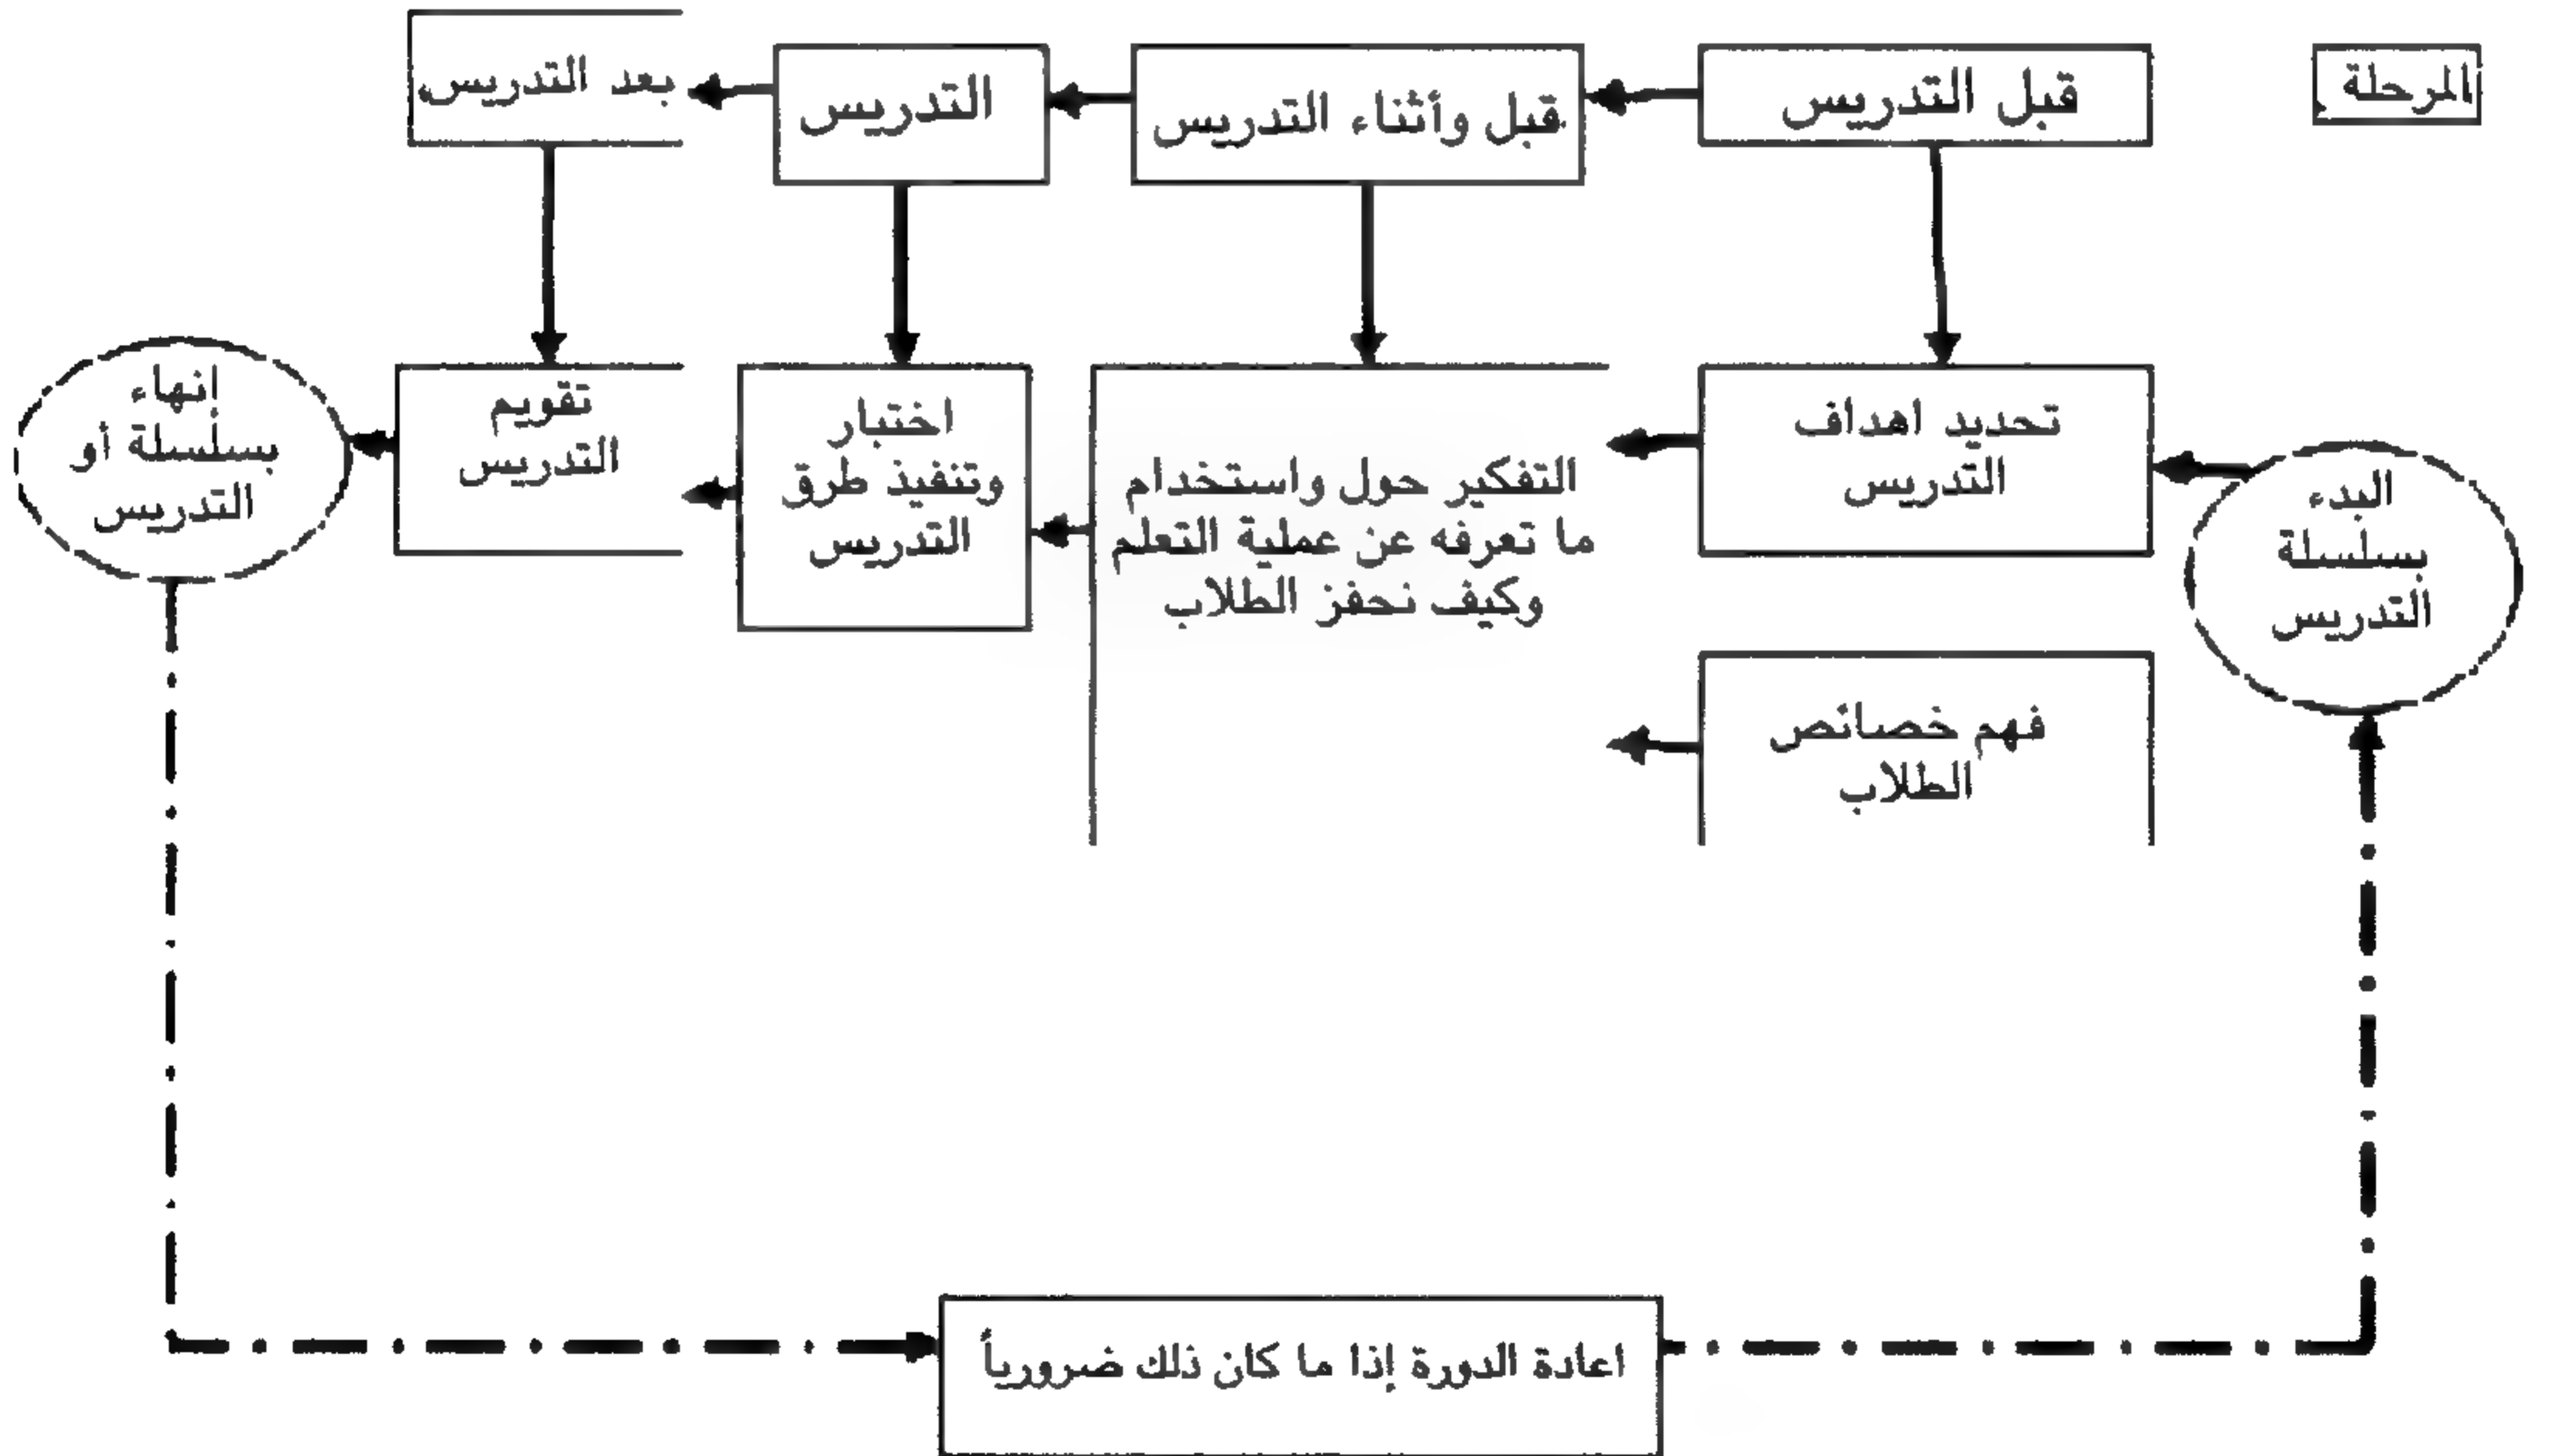 المرحلة
قبل التدريس
قبل وأثناء التدريس
التدريس
بعد التدريس
البدء
بسلسلة
التدريس
تحديد اهداف
التدريس
فهم خصائص
الطلاب
التفكير حول واستخدام
ما تعرفه عن عملية التعلم
وكيف نحفز الطلاب
اختبار
وتنفيذ طرق
التدريس
تقويم
التدريس
إنهاء
بسلسلة أو
التدريس
اعادة الدورة إذا ما كان ذلك ضرورياً